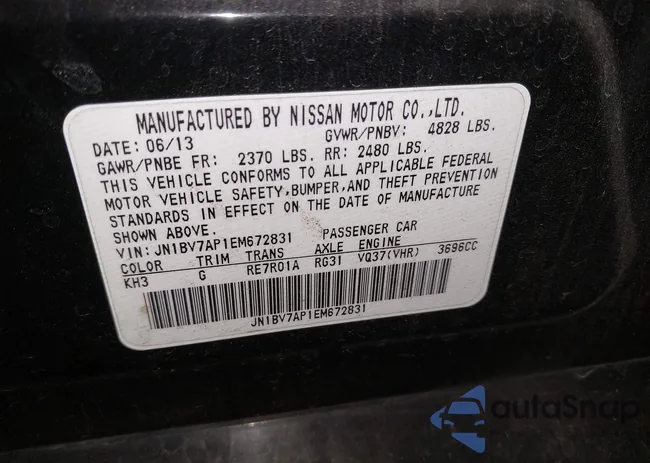 MANUFACTURED BY NISSAN MOTOR CO.,LTD.
DATE: 06/13 GVWR/PNBV: 4828 LBS.
GAWR/PNBE FR: 2370 LBS. RR: 2480 LBS.
THIS VEHICLE CONFORMS TO ALL APPLICABLE FEDERAL
MOTOR VEHICLE SAFETY,BUMPER,AND THEFT PREVENTION
STANDARDS IN EFFECT ON THE DATE OF MANUFACTURE
SHOWN ABOVE.
VIN: JN1BV7AP1EM672831 PASSENGER CAR
COLOR TRIM TRANS AXLE ENGINE
KH3 G RE7R01A RG31 VQ37(VHR) 3696CC
JN1BV7AP1EM672831
autoSnap